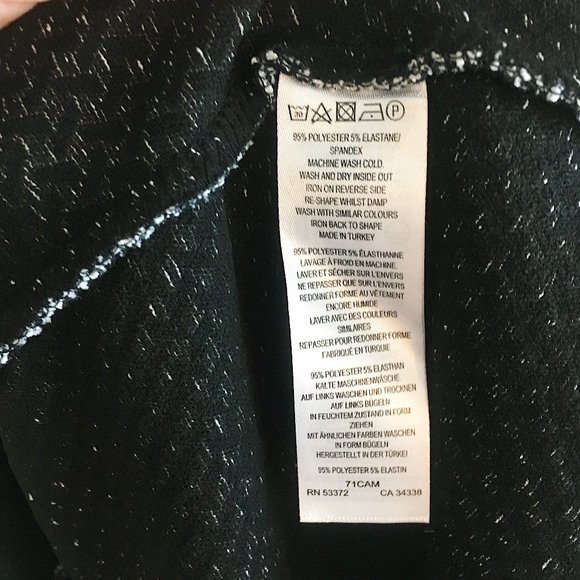 30
P
95% POLYESTER 5% ELASTANE/
SPANDEX
MACHINE WASH COLD.
WASH AND DRY INSIDE OUT
IRON ON REVERSE SIDE
RE-SHAPE WHILST DAMP
WASH WITH SIMILAR COLOURS
IRON BACK TO SHAPE
MADE IN TURKEY
95% POLYESTER 5% ÉLASTHANNE
LAVAGE À FROID EN MACHINE.
LAVER ET SÉCHER SUR L'ENVERS
NE REPASSER QUE SUR L'ENVERS
REDONNER FORME AU VÊTEMENT
ENCORE HUMIDE
LAVER AVEC DES COULEURS
SIMILAIRES
REPASSER POUR REDONNER FORME
FABRIQUÉ EN TURQUIE
95% POLYESTER 5% ELASTHAN
KALTE MASCHINENWÄSCHE.
AUF LINKS WASCHEN UND TROCKNEN
AUF LINKS BÜGELN
IN FEUCHTEM ZUSTAND IN FORM
ZIEHEN
MIT ÄHNLICHEN FARBEN WASCHEN
IN FORM BÜGELN
HERGESTELLT IN DER TÜRKEI
95% POLYESTER 5% ELASTIN
71CAM
RN 53372 CA 34338